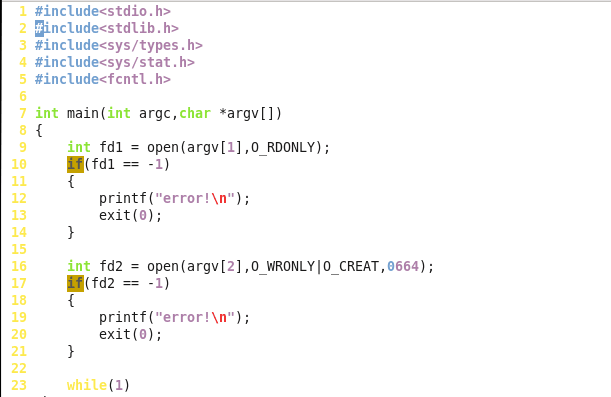 1 #include<stdio.h>
2 #include<stdlib.h>
3 #include<sys/types.h>
4 #include<sys/stat.h>
5 #include<fcntl.h>
6
7 int main(int argc,char *argv[])
8 {
9     int fd1 = open(argv[1],O_RDONLY);
10     if(fd1 == -1)
11     {
12         printf("error!\n");
13         exit(0);
14     }
15
16     int fd2 = open(argv[2],O_WRONLY|O_CREAT,0664);
17     if(fd2 == -1)
18     {
19         printf("error!\n");
20         exit(0);
21     }
22
23     while(1)